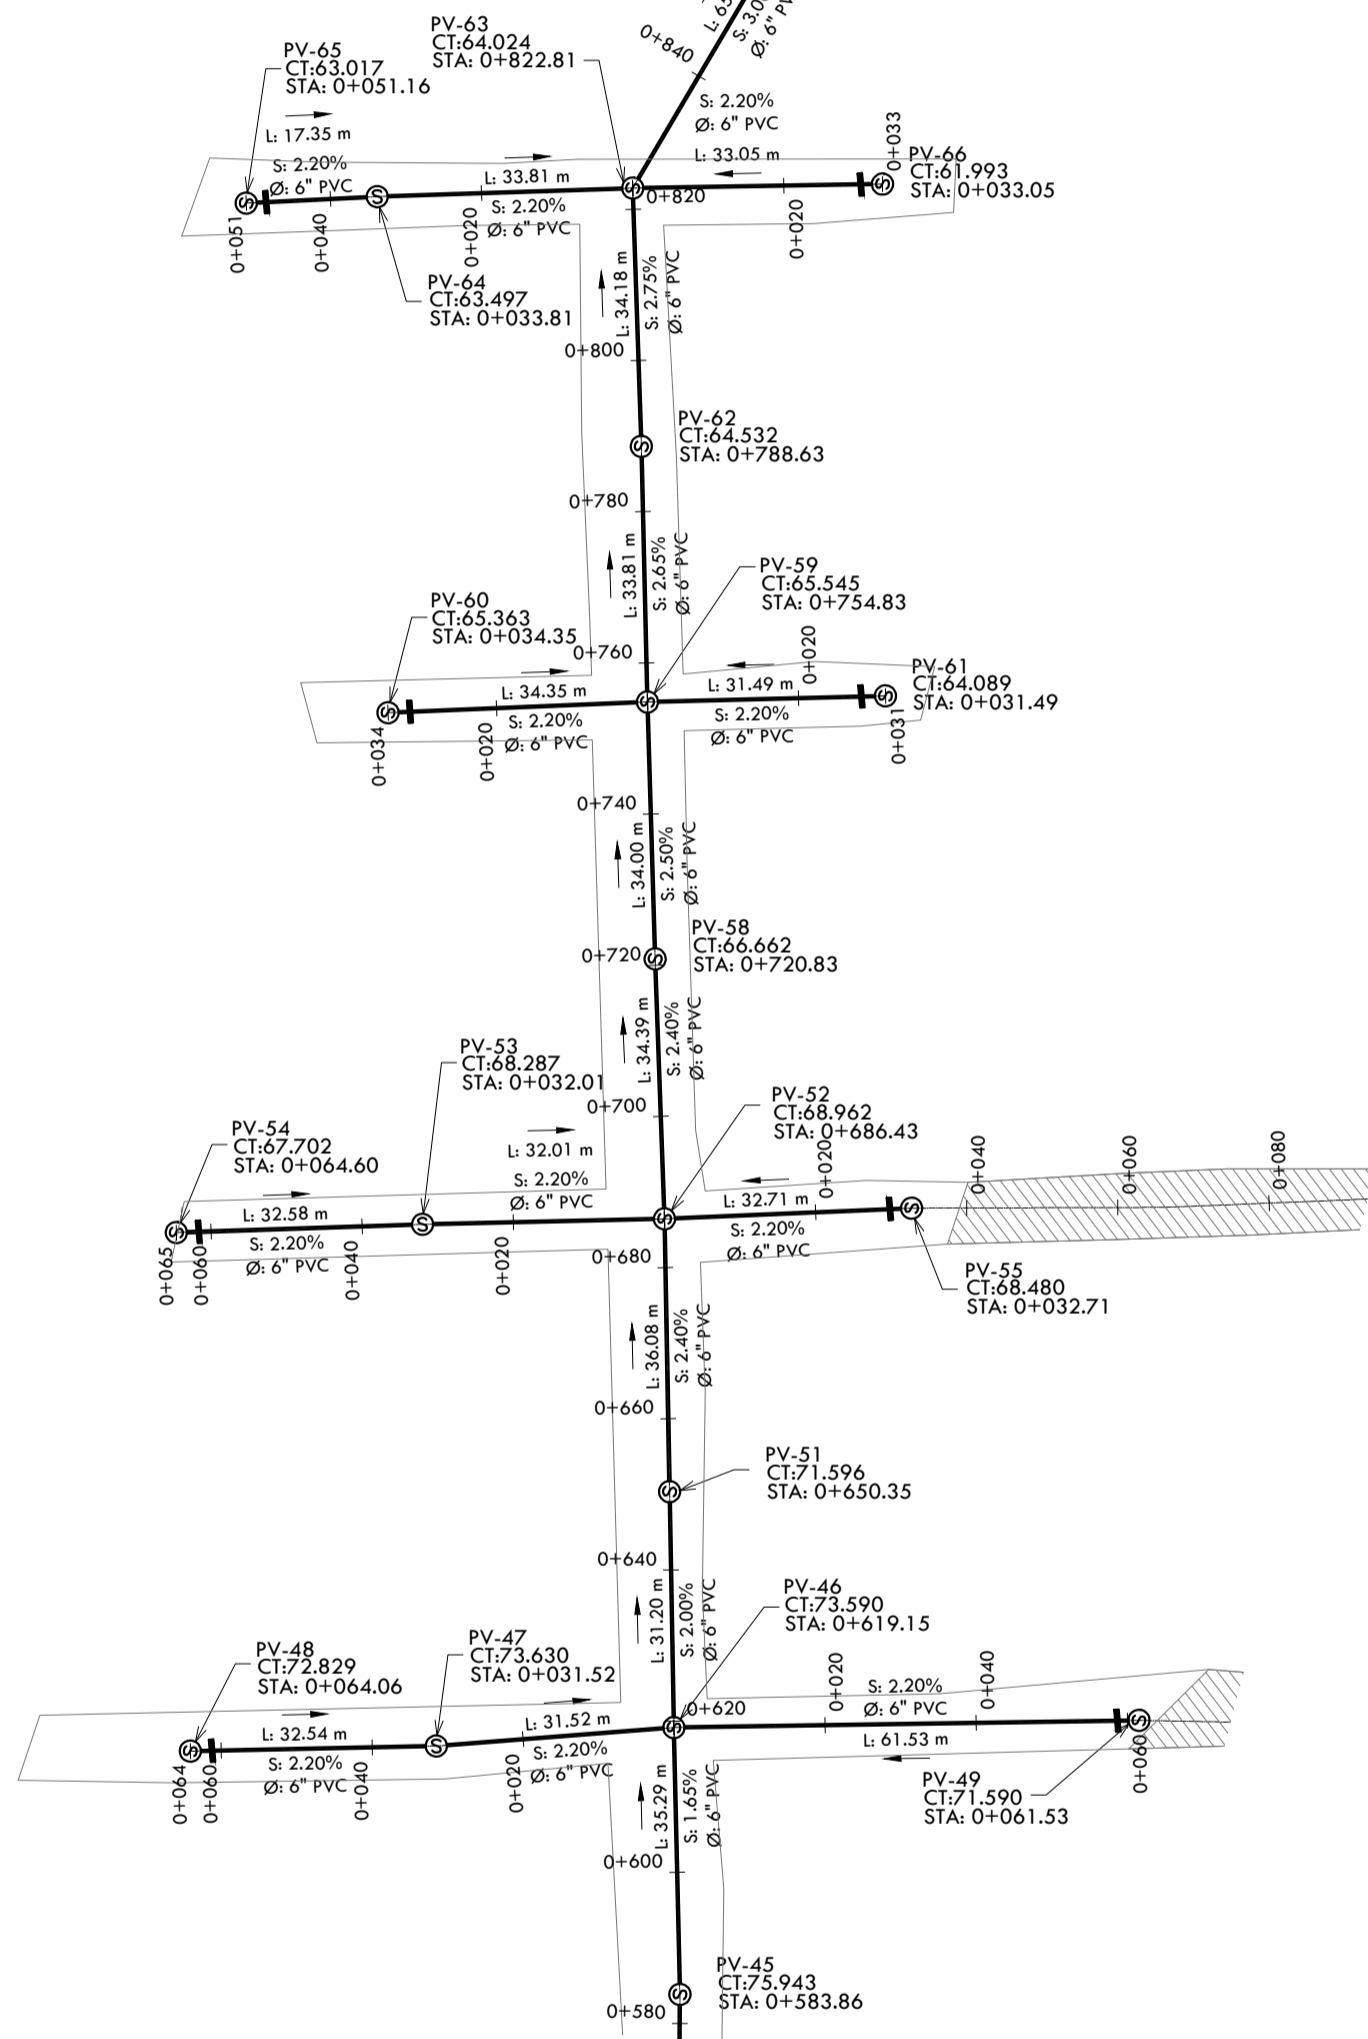 PV-63
CT:64.024
STA: 0+822.81
PV-65
CT:63.017
STA: 0+051.16
0+840
L: 65
S: 3.0
Ø: 6" PV
L: 17.35 m
S: 2.20%
Ø: 6" PVC
L: 33.81 m
S: 2.20%
Ø: 6" PVC
S: 2.20%
Ø: 6" PVC
L: 33.05 m
0+033
PV-66
CT:61.993
STA: 0+033.05
0+820
0+051
0+040
0+020
0+020
PV-64
CT:63.497
STA: 0+033.81
L: 34.18 m
S: 2.75%
Ø: 6" PVC
0+800
PV-62
CT:64.532
STA: 0+788.63
0+780
L: 33.81 m
S: 2.65%
Ø: 6" PVC
PV-59
CT:65.545
STA: 0+754.83
PV-60
CT:65.363
STA: 0+034.35
0+760
0+020
PV-61
CT:64.089
STA: 0+031.49
L: 34.35 m
S: 2.20%
Ø: 6" PVC
L: 31.49 m
S: 2.20%
Ø: 6" PVC
0+034
0+020
0+031
0+740
L: 34.00 m
S: 2.50%
Ø: 6" PVC
0+720
PV-58
CT:66.662
STA: 0+720.83
L: 34.39 m
S: 2.40%
Ø: 6" PVC
PV-53
CT:68.287
STA: 0+032.01
0+700
PV-52
CT:68.962
STA: 0+686.43
PV-54
CT:67.702
STA: 0+064.60
L: 32.01 m
S: 2.20%
Ø: 6" PVC
0+020
0+040
0+060
0+080
L: 32.58 m
S: 2.20%
Ø: 6" PVC
L: 32.71 m
S: 2.20%
Ø: 6" PVC
0+065
0+060
0+040
0+020
0+680
PV-55
CT:68.480
STA: 0+032.71
L: 36.08 m
S: 2.40%
Ø: 6" PVC
0+660
PV-51
CT:71.596
STA: 0+650.35
0+640
L: 31.20 m
S: 2.00%
Ø: 6" PVC
PV-46
CT:73.590
STA: 0+619.15
PV-48
CT:72.829
STA: 0+064.06
PV-47
CT:73.630
STA: 0+031.52
0+620
0+020
S: 2.20%
Ø: 6" PVC
L: 61.53 m
0+040
L: 32.54 m
S: 2.20%
Ø: 6" PVC
L: 31.52 m
S: 2.20%
Ø: 6" PVC
0+064
0+060
0+040
0+020
0+060
PV-49
CT:71.590
STA: 0+061.53
L: 35.29 m
S: 1.65%
Ø: 6" PVC
0+600
PV-45
CT:75.943
STA: 0+583.86
0+580